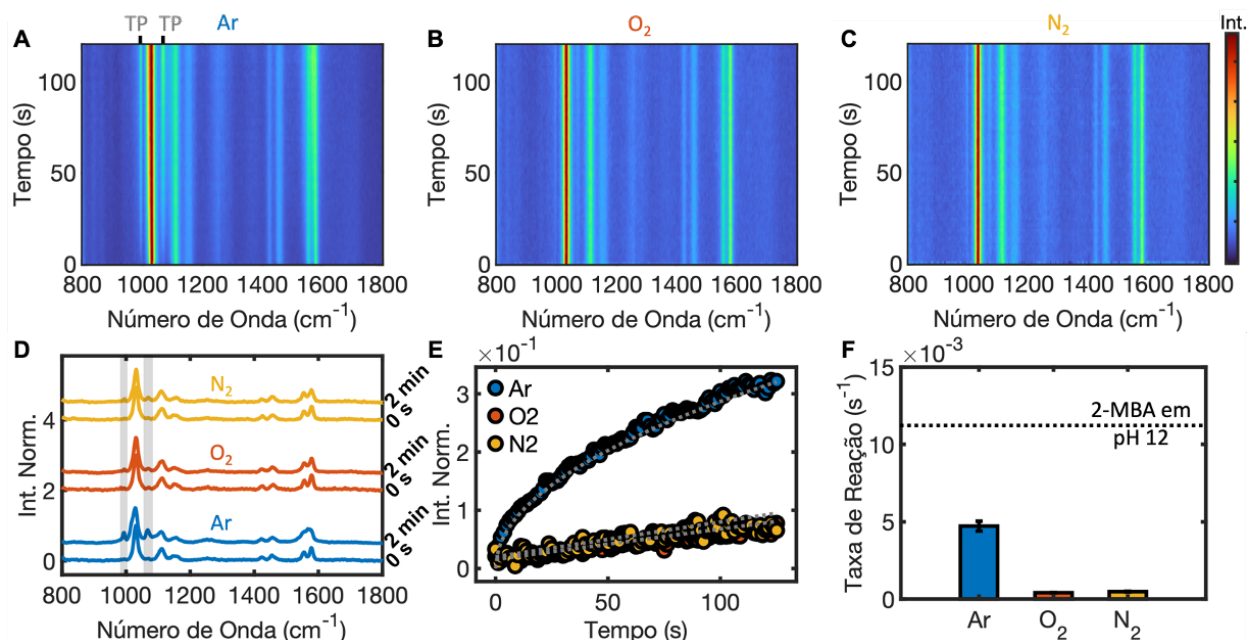 TP TP Ar O₂ N₂ Int.
A B C
Tempo (s) Tempo (s) Tempo (s)
100 100 100
50 50 50
0 0 0
800 1000 1200 1400 1600 1800 800 1000 1200 1400 1600 1800 800 1000 1200 1400 1600 1800
Número de Onda (cm⁻¹) Número de Onda (cm⁻¹) Número de Onda (cm⁻¹)
D
Int. Norm.
4
2
0
N₂
2 min
0 s
O₂
2 min
0 s
Ar
2 min
0 s
800 1000 1200 1400 1600 1800
Número de Onda (cm⁻¹)
E
×10⁻¹
Int. Norm.
3
2
1
0
Ar
O2
N2
0 50 100
Tempo (s)
F
×10⁻³
Taxa de Reação (s⁻¹)
15
10
5
0
2-MBA em
pH 12
Ar O₂ N₂